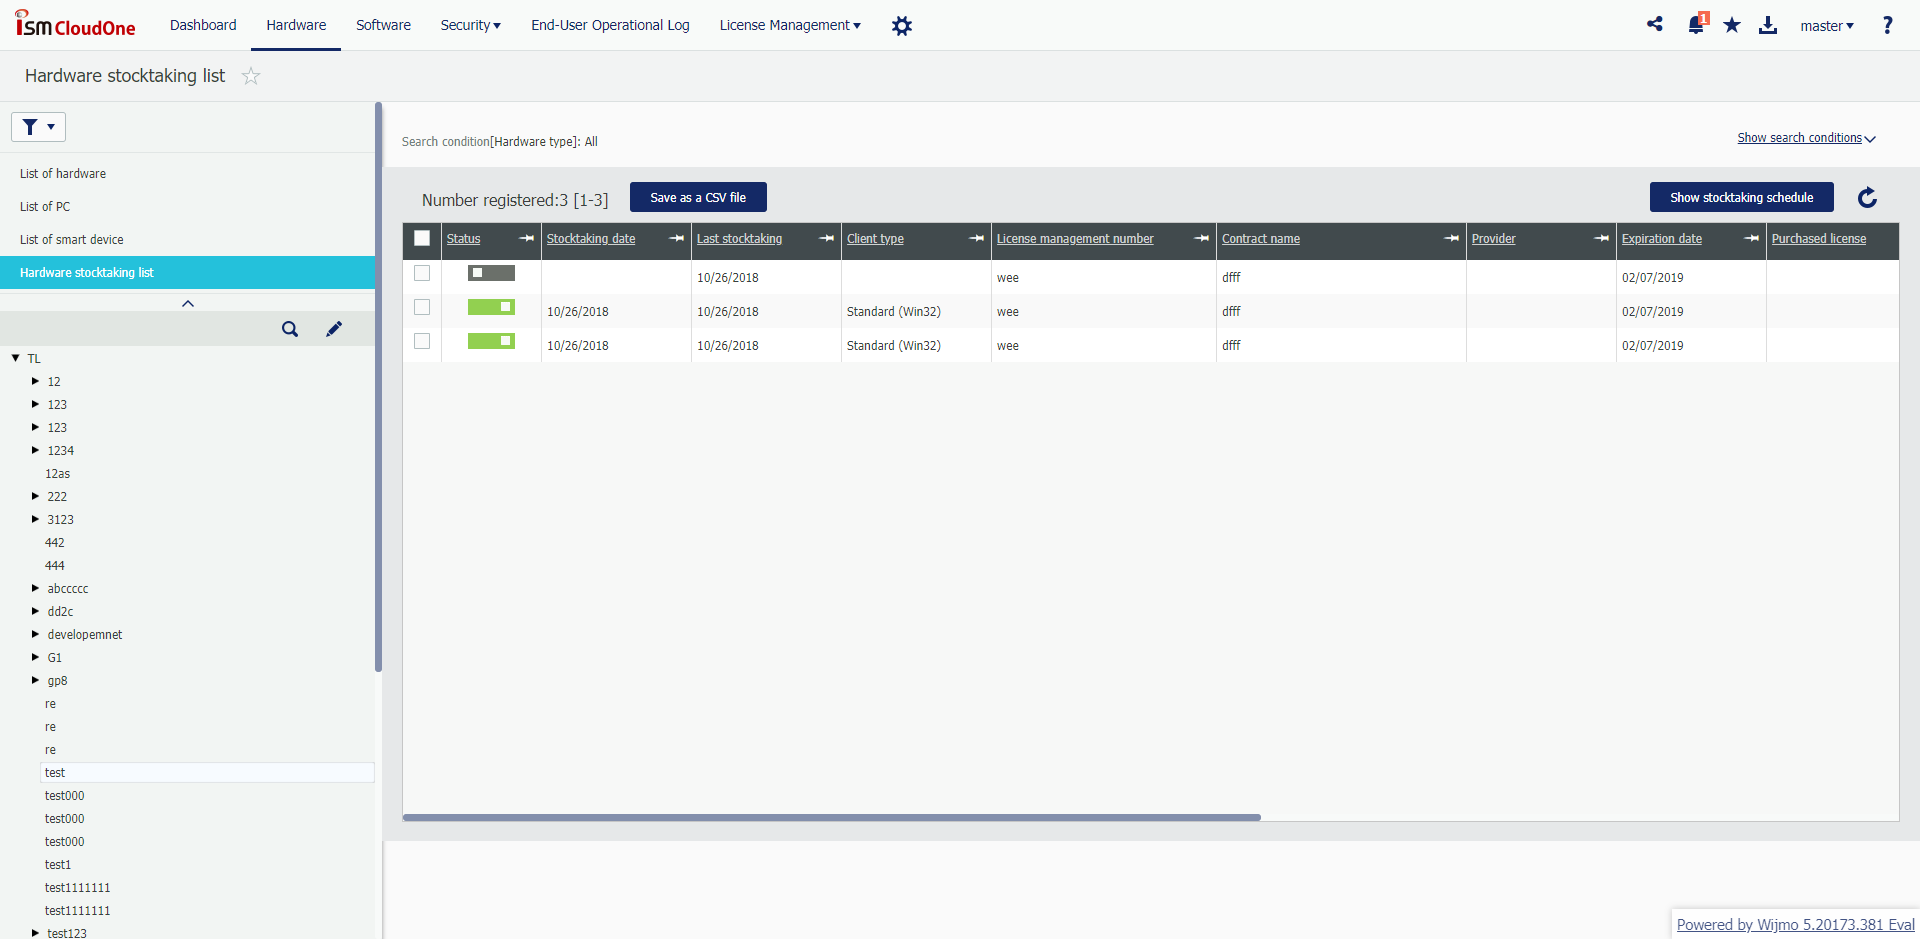 ISM CloudOne
Dashboard
Hardware
Software
Security
End-User Operational Log
License Management
1
master
?
Hardware stocktaking list
List of hardware
List of PC
List of smart device
Hardware stocktaking list
TL
12
123
123
1234
12as
222
3123
442
444
abccccc
dd2c
developemnet
G1
gp8
re
re
re
test
test000
test000
test000
test1
test1111111
test1111111
test123
Search condition[Hardware type]: All
Show search conditions
Number registered:3 [1-3]
Save as a CSV file
Show stocktaking schedule
Status Stocktaking date Last stocktaking Client type License management number Contract name Provider Expiration date Purchased license
10/26/2018 wee dfff 02/07/2019
10/26/2018 10/26/2018 Standard (Win32) wee dfff 02/07/2019
10/26/2018 10/26/2018 Standard (Win32) wee dfff 02/07/2019
Powered by Wijmo 5.20173.381 Eval